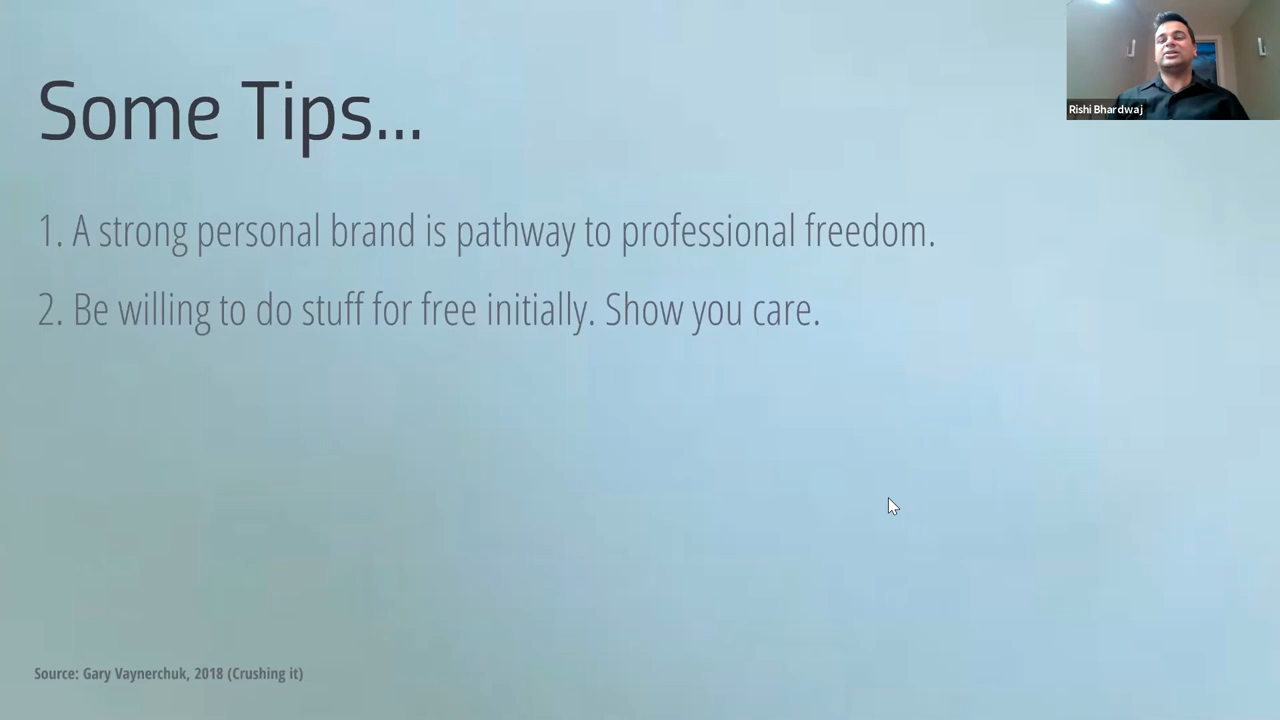 Some Tips...
1. A strong personal brand is pathway to professional freedom.
2. Be willing to do stuff for free initially. Show you care.
Source: Gary Vaynerchuk, 2018 (Crushing it)
Rishi Bhardwaj